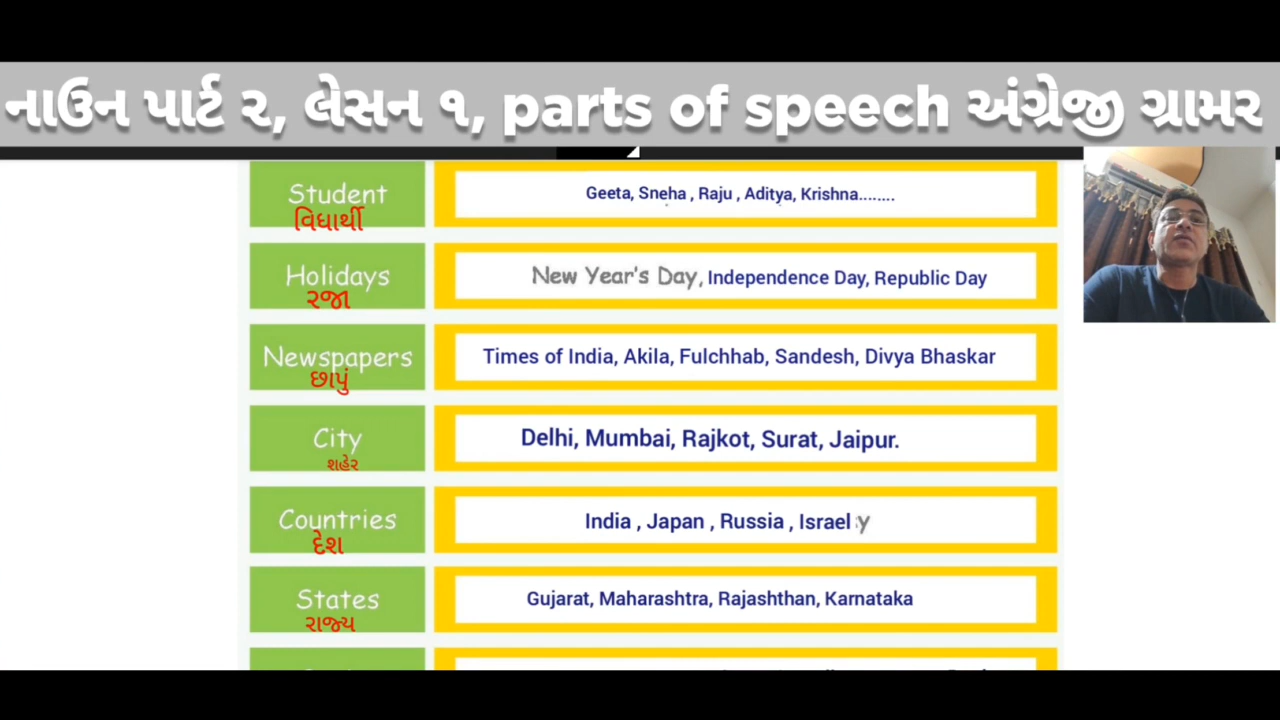 નાઉન પાર્ટ ૨, લેસન ૧, parts of speech અંગ્રેજી ગ્રામર
Student
વિધાર્થી
Geeta, Sneha , Raju , Aditya, Krishna........
Holidays
રજા
New Year's Day, Independence Day, Republic Day
Newspapers
છાપું
Times of India, Akila, Fulchhab, Sandesh, Divya Bhaskar
City
શહેર
Delhi, Mumbai, Rajkot, Surat, Jaipur.
Countries
દેશ
India , Japan , Russia , Israel y
States
રાજ્ય
Gujarat, Maharashtra, Rajashthan, Karnataka